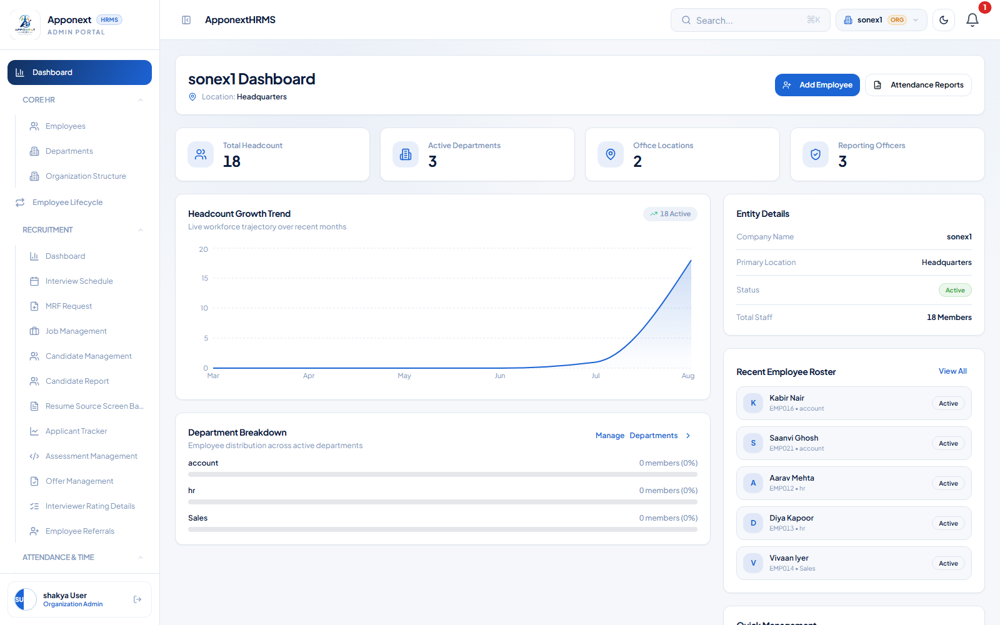 Apponext HRMS
ADMIN PORTAL
Dashboard
CORE HR
Employees
Departments
Organization Structure
Employee Lifecycle
RECRUITMENT
Dashboard
Interview Schedule
MRF Request
Job Management
Candidate Management
Candidate Report
Resume Source Screen Ba...
Applicant Tracker
Assessment Management
Offer Management
Interviewer Rating Details
Employee Referrals
ATTENDANCE & TIME
SU
shakya User
Organization Admin
ApponextHRMS
Search... ⌘K
sonex1 ORG
1
sonex1 Dashboard
Location: Headquarters
Add Employee
Attendance Reports
Total Headcount
18
Active Departments
3
Office Locations
2
Reporting Officers
3
Headcount Growth Trend
Live workforce trajectory over recent months
18 Active
20
15
10
5
0
Mar Apr May Jun Jul Aug
Department Breakdown
Employee distribution across active departments
Manage Departments
account 0 members (0%)
hr 0 members (0%)
Sales 0 members (0%)
Entity Details
Company Name sonex1
Primary Location Headquarters
Status Active
Total Staff 18 Members
Recent Employee Roster View All
K
Kabir Nair
EMP016 • account
Active
S
Saanvi Ghosh
EMP021 • account
Active
A
Aarav Mehta
EMP012 • hr
Active
D
Diya Kapoor
EMP013 • hr
Active
V
Vivaan Iyer
EMP014 • Sales
Active
Quick Management